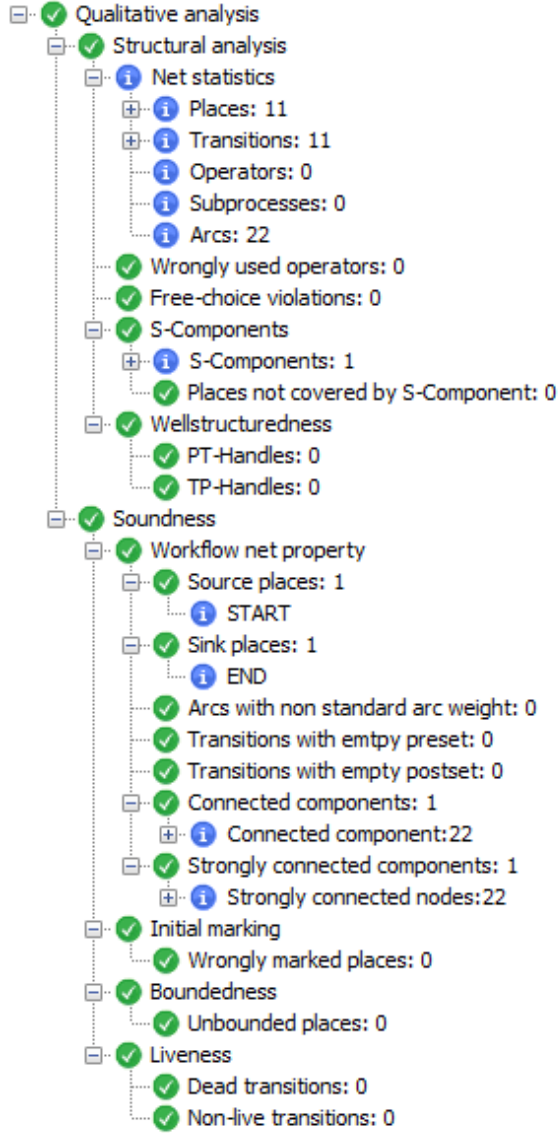 Qualitative analysis
Structural analysis
Net statistics
Places: 11
Transitions: 11
Operators: 0
Subprocesses: 0
Arcs: 22
Wrongly used operators: 0
Free-choice violations: 0
S-Components
S-Components: 1
Places not covered by S-Component: 0
Wellstructuredness
PT-Handles: 0
TP-Handles: 0
Soundness
Workflow net property
Source places: 1
START
Sink places: 1
END
Arcs with non standard arc weight: 0
Transitions with emtpy preset: 0
Transitions with empty postset: 0
Connected components: 1
Connected component:22
Strongly connected components: 1
Strongly connected nodes:22
Initial marking
Wrongly marked places: 0
Boundedness
Unbounded places: 0
Liveness
Dead transitions: 0
Non-live transitions: 0